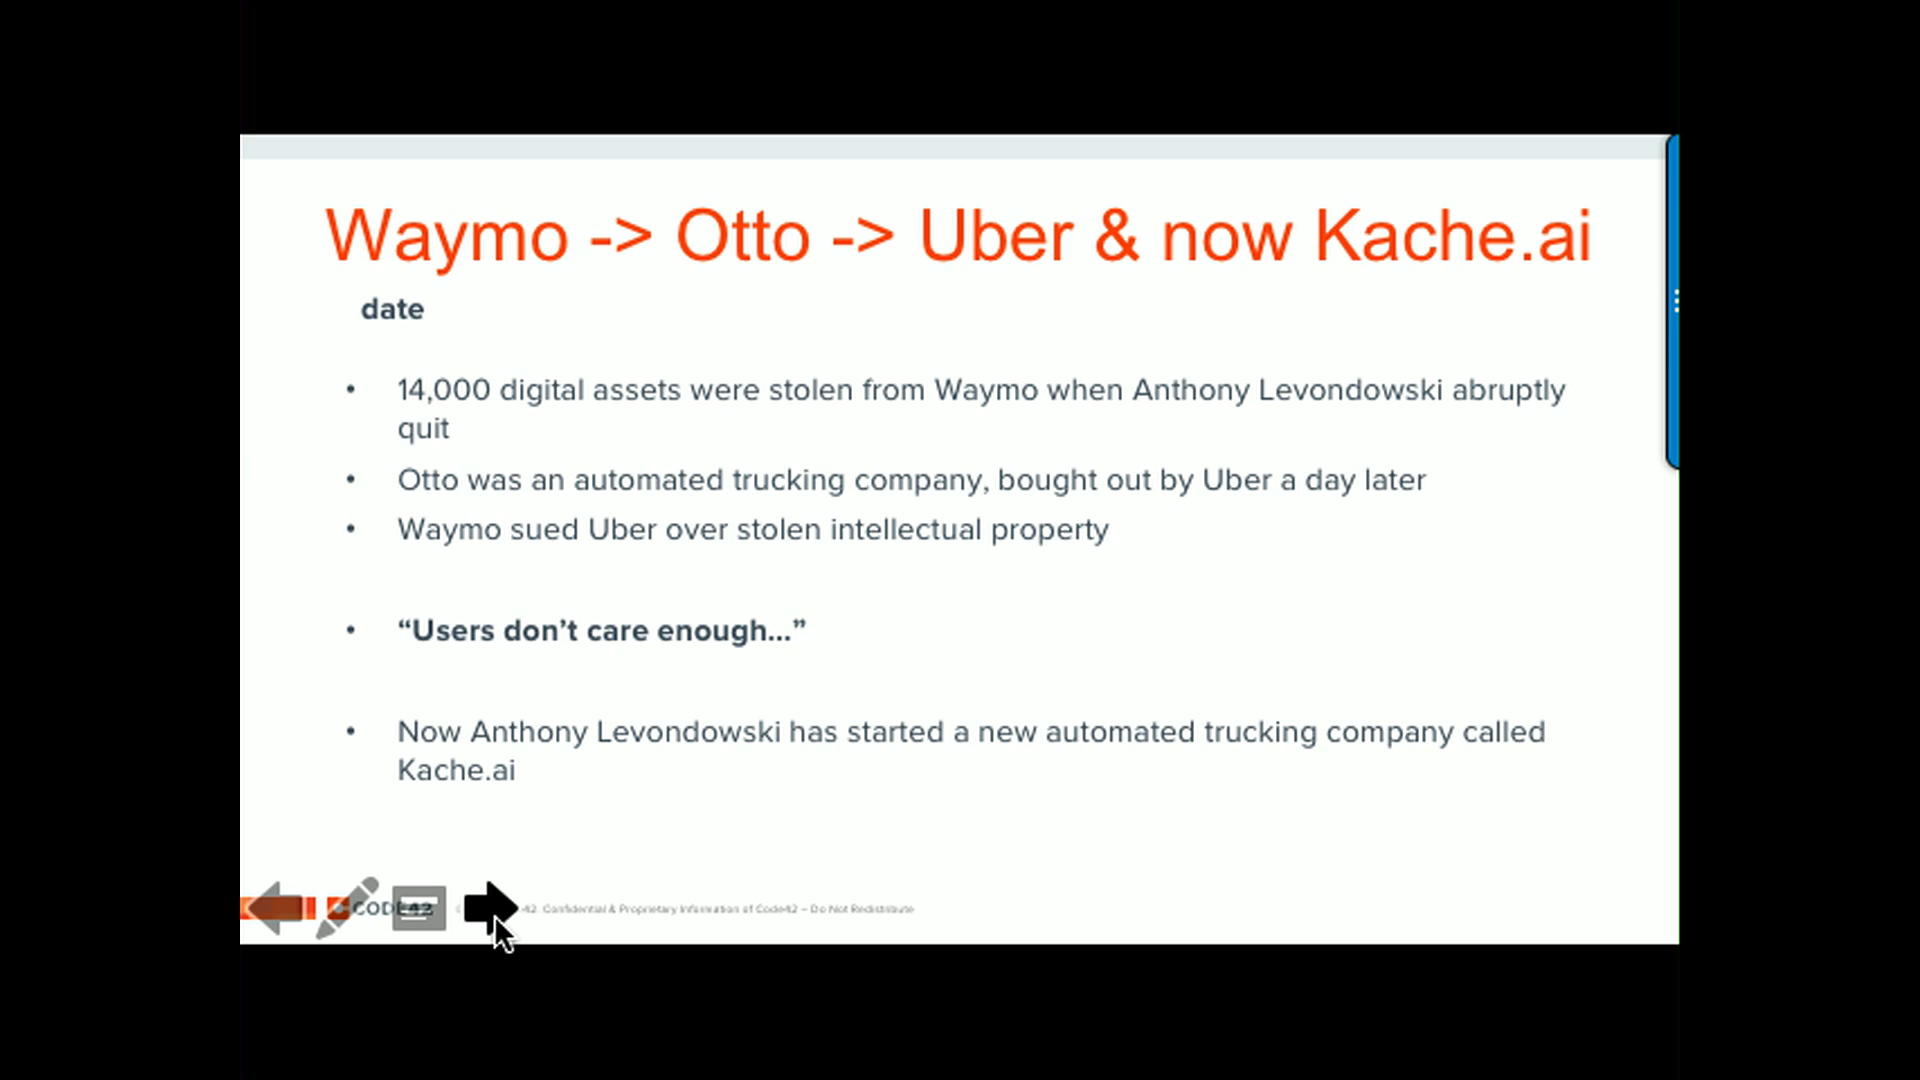 Waymo -> Otto -> Uber & now Kache.ai
date
• 14,000 digital assets were stolen from Waymo when Anthony Levondowski abruptly
quit
• Otto was an automated trucking company, bought out by Uber a day later
• Waymo sued Uber over stolen intellectual property
• “Users don’t care enough...”
• Now Anthony Levondowski has started a new automated trucking company called
Kache.ai
CODE42 42. Confidential & Proprietary Information of Code42 – Do Not Redistribute